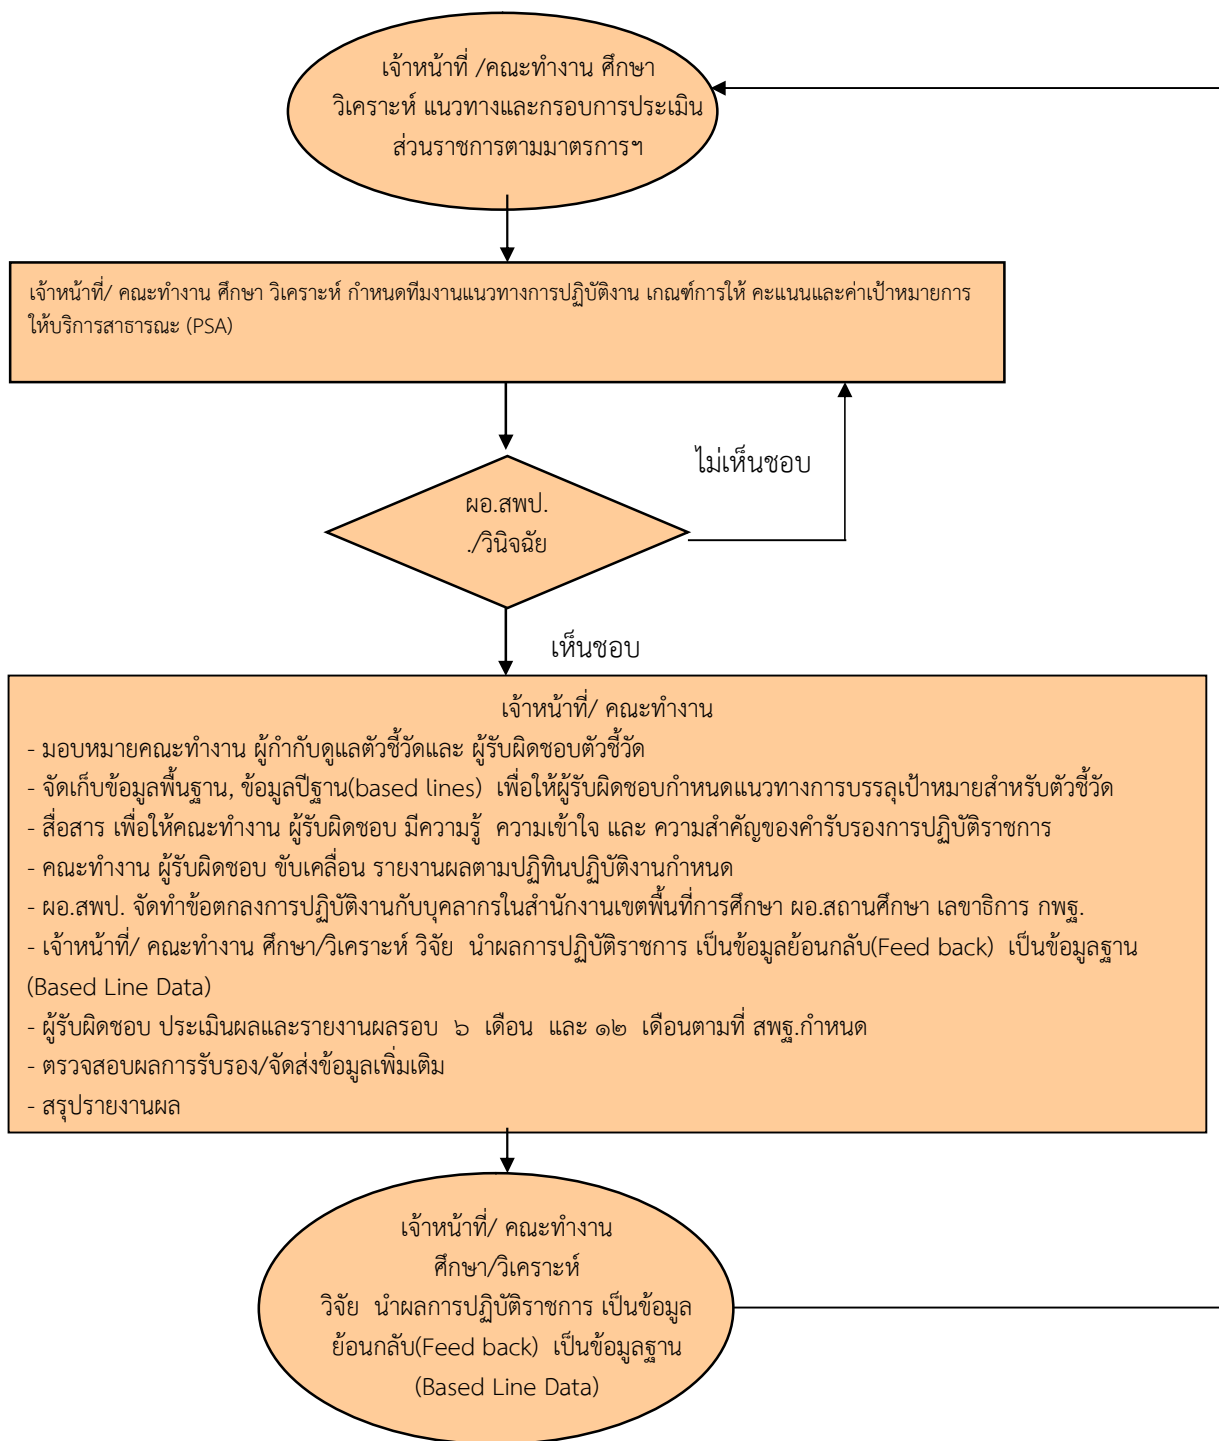 เจ้าหน้าที่ /คณะทำงาน ศึกษา
วิเคราะห์ แนวทางและกรอบการประเมิน
ส่วนราชการตามมาตรการฯ
เจ้าหน้าที่/ คณะทำงาน ศึกษา วิเคราะห์ กำหนดทีมงานแนวทางการปฏิบัติงาน เกณฑ์การให้ คะแนนและค่าเป้าหมายการ
ให้บริการสาธารณะ (PSA)
ไม่เห็นชอบ
ผอ.สพป.
./วินิจฉัย
เห็นชอบ
เจ้าหน้าที่/ คณะทำงาน
- มอบหมายคณะทำงาน ผู้กำกับดูแลตัวชี้วัดและ ผู้รับผิดชอบตัวชี้วัด
- จัดเก็บข้อมูลพื้นฐาน, ข้อมูลปีฐาน(based lines) เพื่อให้ผู้รับผิดชอบกำหนดแนวทางการบรรลุเป้าหมายสำหรับตัวชี้วัด
- สื่อสาร เพื่อให้คณะทำงาน ผู้รับผิดชอบ มีความรู้ ความเข้าใจ และ ความสำคัญของคำรับรองการปฏิบัติราชการ
- คณะทำงาน ผู้รับผิดชอบ ขับเคลื่อน รายงานผลตามปฏิทินปฏิบัติงานกำหนด
- ผอ.สพป. จัดทำข้อตกลงการปฏิบัติงานกับบุคลากรในสำนักงานเขตพื้นที่การศึกษา ผอ.สถานศึกษา เลขาธิการ กพฐ.
- เจ้าหน้าที่/ คณะทำงาน ศึกษา/วิเคราะห์ วิจัย นำผลการปฏิบัติราชการ เป็นข้อมูลย้อนกลับ(Feed back) เป็นข้อมูลฐาน
(Based Line Data)
- ผู้รับผิดชอบ ประเมินผลและรายงานผลรอบ ๖ เดือน และ ๑๒ เดือนตามที่ สพฐ.กำหนด
- ตรวจสอบผลการรับรอง/จัดส่งข้อมูลเพิ่มเติม
- สรุปรายงานผล
เจ้าหน้าที่/ คณะทำงาน
ศึกษา/วิเคราะห์
วิจัย นำผลการปฏิบัติราชการ เป็นข้อมูล
ย้อนกลับ(Feed back) เป็นข้อมูลฐาน
(Based Line Data)